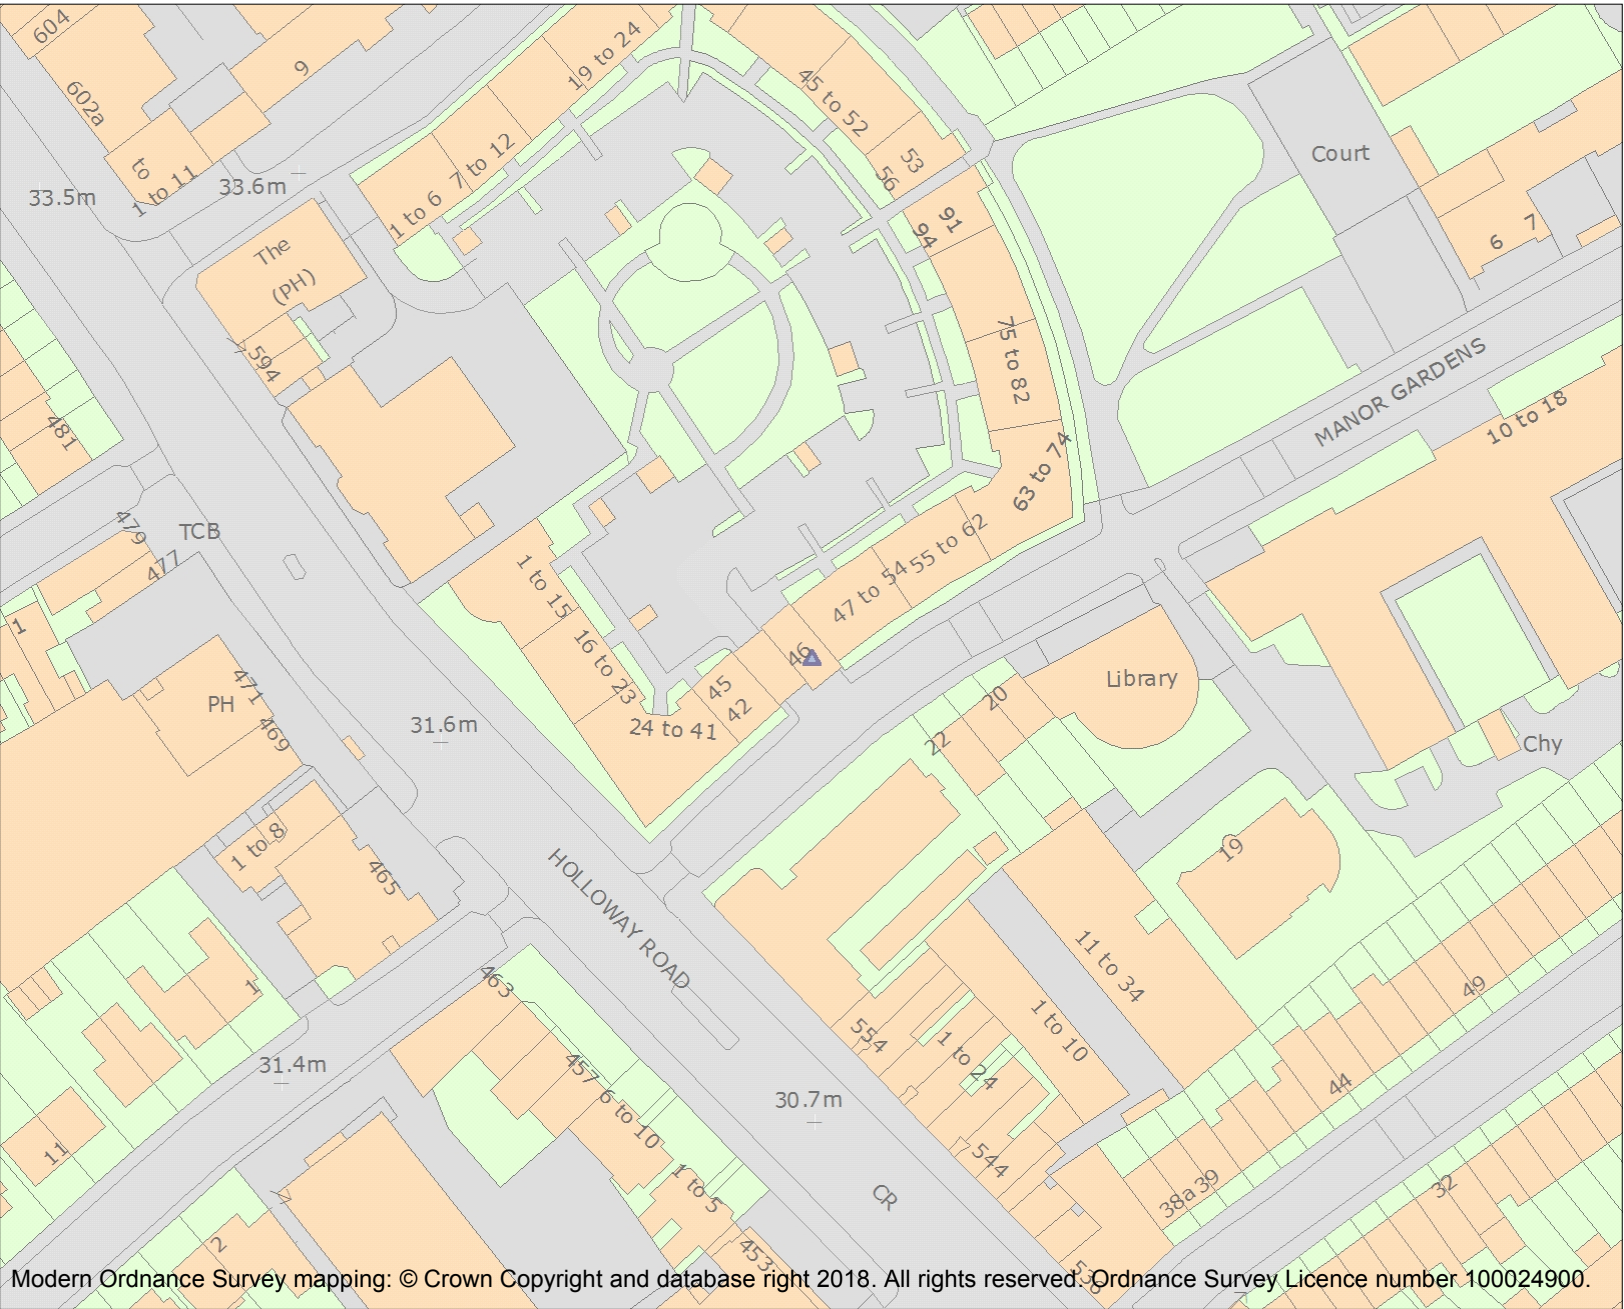 604
602a
9
to
1 to 11
33.5m
33.6m
19 to 24
7 to 12
1 to 6
45 to 52
53
56
91
94
Court
6
7
The
(PH)
594
481
75 to 82
63 to 74
MANOR GARDENS
10 to 18
479
477
TCB
1
1 to 15
16 to 23
24 to 41
45
42
46
47 to 54
55 to 62
Library
20
22
Chy
PH
471
469
31.6m
1 to 8
465
19
HOLLOWAY ROAD
463
1
31.4m
11
457
6 to 10
1 to 5
453
2
30.7m
CR
554
1 to 24
544
1 to 10
11 to 34
49
44
38a
39
32
Modern Ordnance Survey mapping: © Crown Copyright and database right 2018. All rights reserved. Ordnance Survey Licence number 100024900.